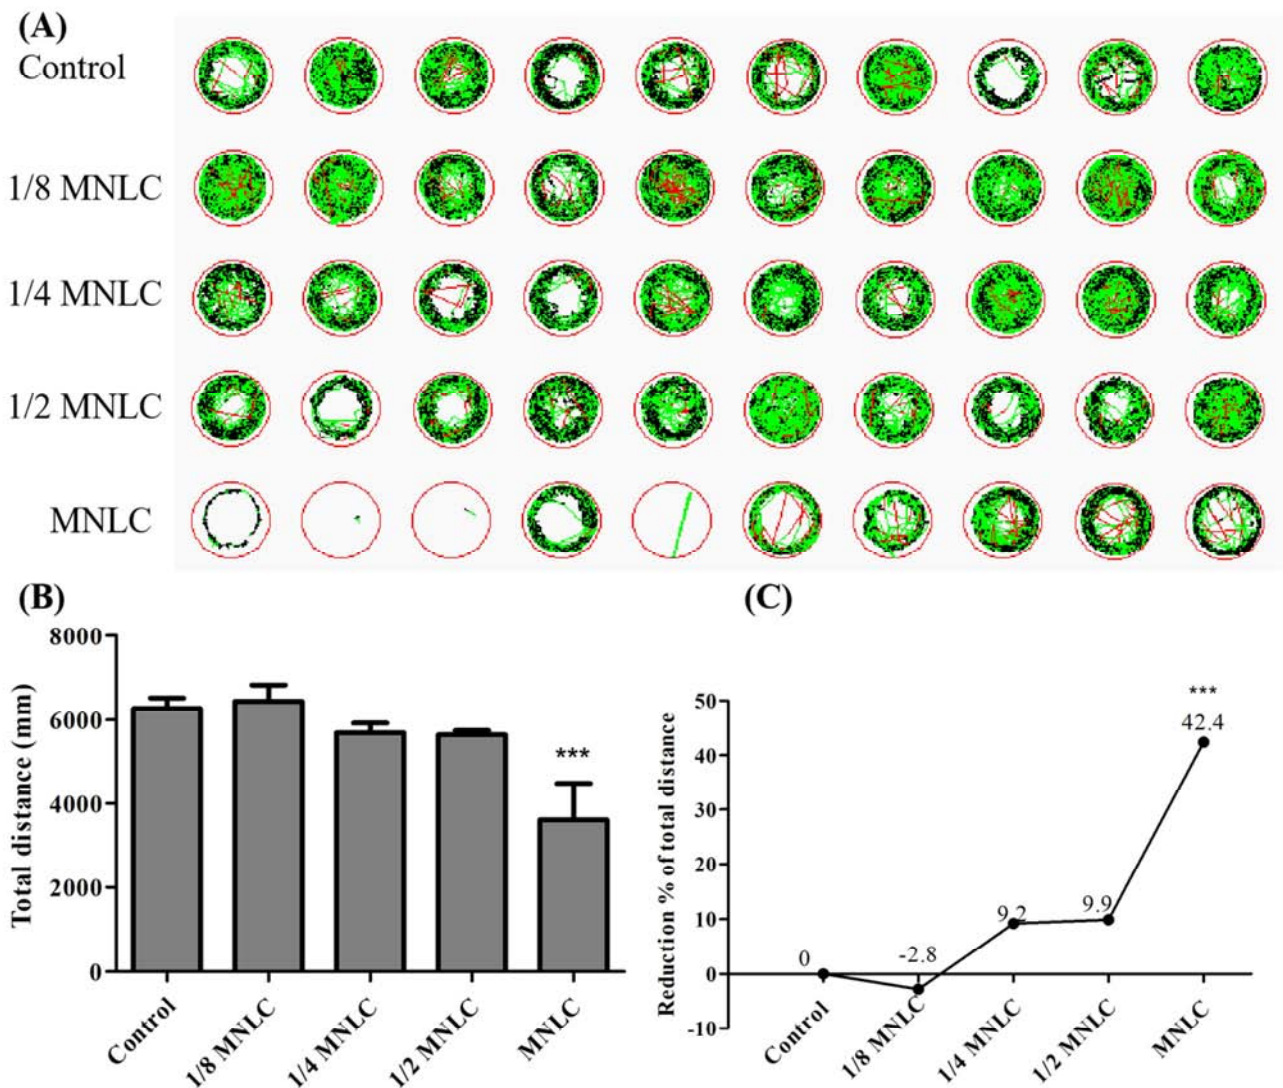 (A)
Control
1/8 MNLC
1/4 MNLC
1/2 MNLC
MNLC
(B)
Total distance (mm)
8000
6000
4000
2000
0
***
Control
1/8 MNLC
1/4 MNLC
1/2 MNLC
MNLC
(C)
Reduction % of total distance
50
40
30
20
10
0
-10
0
-2.8
9.2
9.9
***
42.4
Control
1/8 MNLC
1/4 MNLC
1/2 MNLC
MNLC